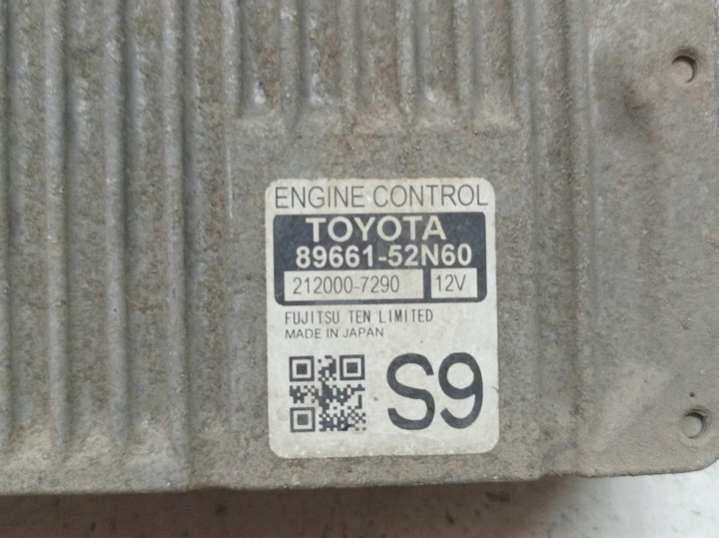 ENGINE CONTROL
TOYOTA
89661-52N60
212000-7290 12V
FUJITSU TEN LIMITED
MADE IN JAPAN
S9